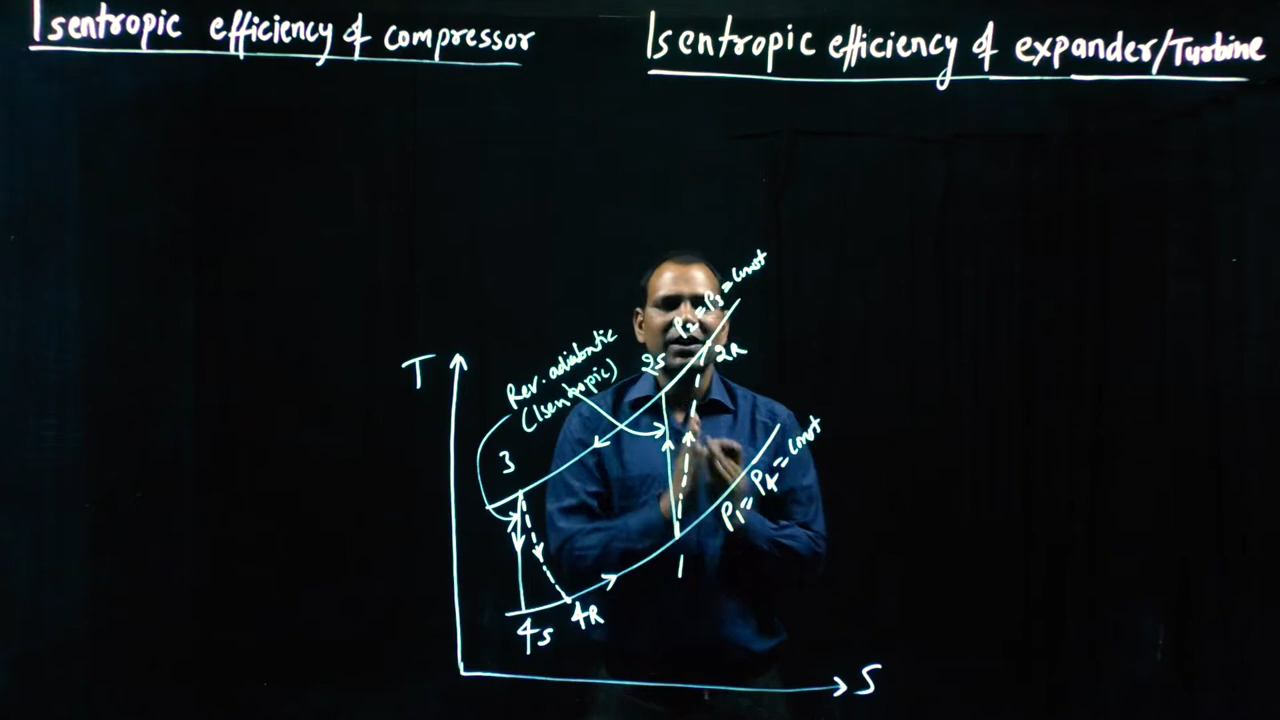 Isentropic efficiency of compressor
Isentropic efficiency of expander/Turbine
P2 = P3 = Const
T
Rev. adiabatic
(Isentropic)
2s
2R
3
P1 = P4 = Const
1
4s
4R
S